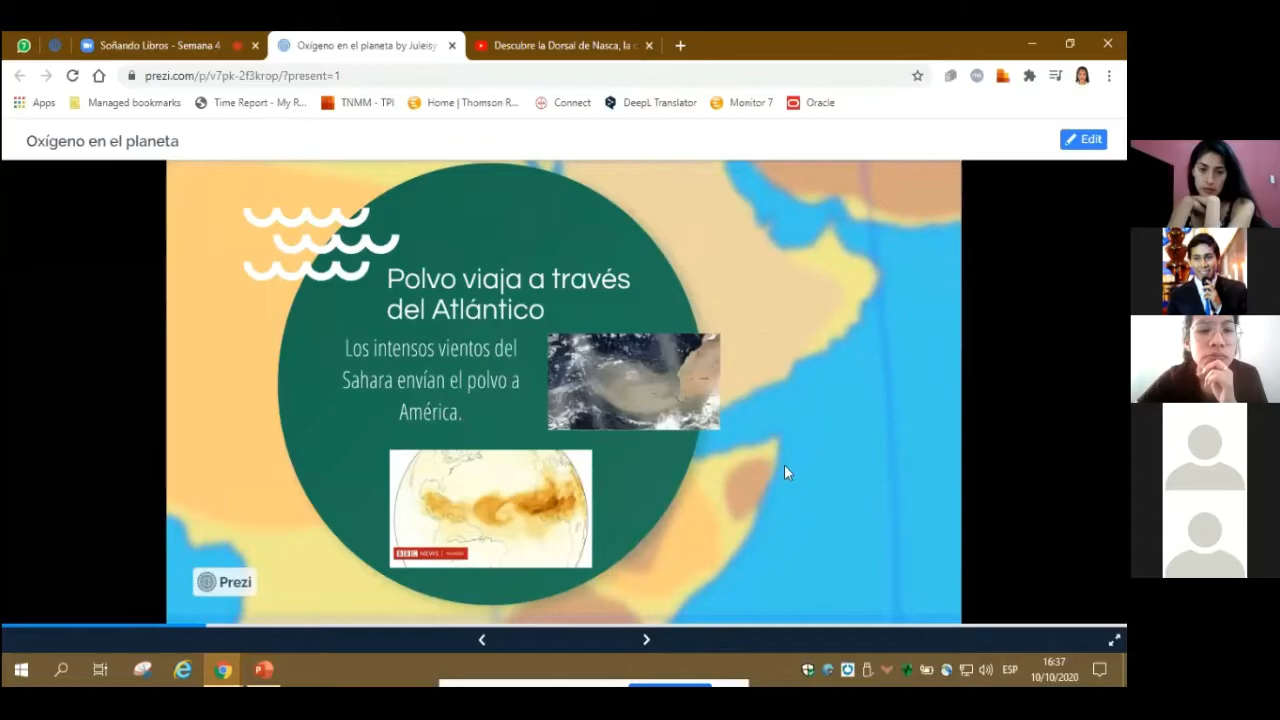 Soñando Libros - Semana 4
Oxígeno en el planeta by Juleisy
Descubre la Dorsal de Nasca, la c
prezi.com/p/v7pk-2f3krop/?present=1
Apps
Managed bookmarks
Time Report - My R...
TNMM - TPI
Home | Thomson R...
Connect
DeepL Translator
Monitor 7
Oracle
Oxígeno en el planeta
Edit
Polvo viaja a través
del Atlántico
Los intensos vientos del
Sahara envían el polvo a
América.
BBC NEWS | MUNDO
Prezi
ESP
16:37
10/10/2020